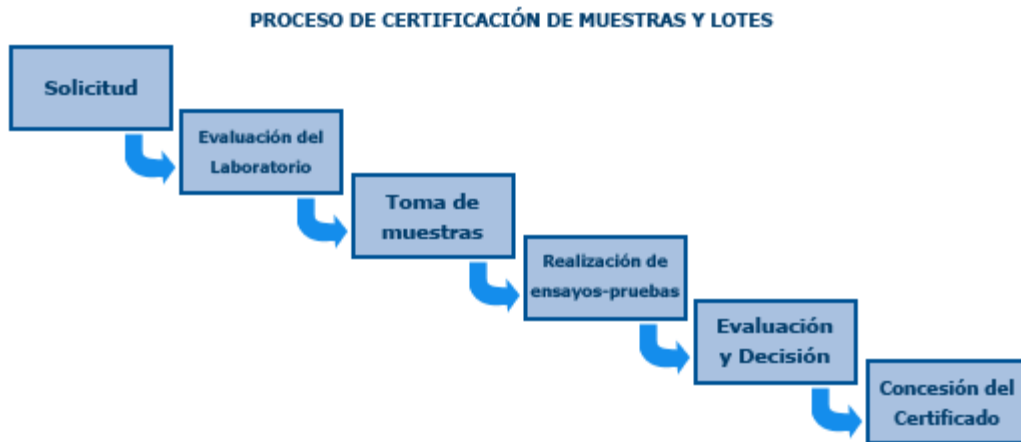 PROCESO DE CERTIFICACIÓN DE MUESTRAS Y LOTES
Solicitud
Evaluación del
Laboratorio
Toma de
muestras
Realización de
ensayos-pruebas
Evaluación
y Decisión
Concesión del
Certificado